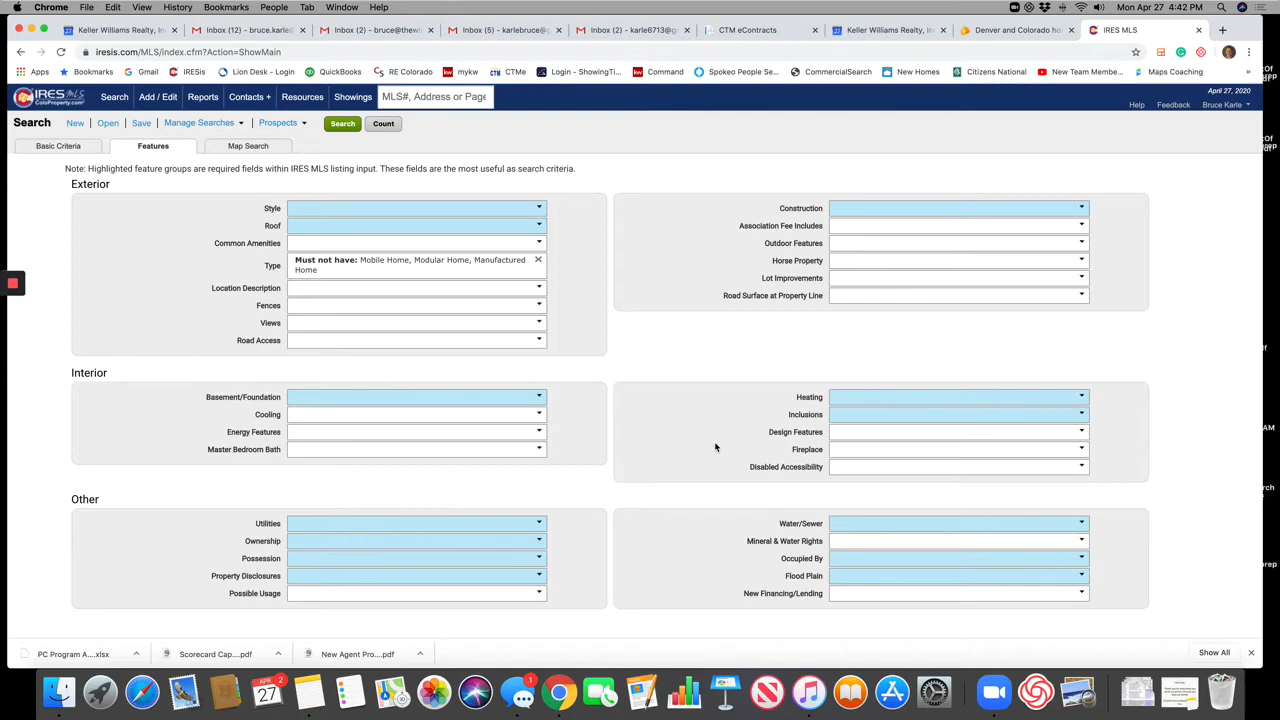 Chrome File Edit View History Bookmarks People Tab Window Help Mon Apr 27 4:42 PM
Keller Williams Realty, In Inbox (12) - bruce.karle Inbox (2) - bruce@thewi Inbox (5) - karlebruce@g Inbox (2) - karle6713@gr CTM eContracts Keller Williams Realty, In Denver and Colorado ho IRES MLS
iresis.com/MLS/index.cfm?Action=ShowMain
Apps Bookmarks Gmail IRESis Lion Desk - Login QuickBooks RE Colorado mykw CTMe Login - ShowingTi... Command Spoken People Se... CommercialSearch New Homes Citizens National New Team Membe... Maps Coaching »
IRES MLS ColoProperty.com Search Add / Edit Reports Contacts + Resources Showings MLS#, Address or Page April 27, 2020
Help Feedback Bruce Karle
Search New Open Save Manage Searches Prospects Search Count
Basic Criteria Features Map Search
Note: Highlighted feature groups are required fields within IRES MLS listing input. These fields are the most useful as search criteria.
Exterior
Style
Roof
Common Amenities
Type Must not have: Mobile Home, Modular Home, Manufactured
Home
Location Description
Fences
Views
Road Access
Construction
Association Fee Includes
Outdoor Features
Horse Property
Lot Improvements
Road Surface at Property Line
Interior
Basement/Foundation
Cooling
Energy Features
Master Bedroom Bath
Heating
Inclusions
Design Features
Fireplace
Disabled Accessibility
Other
Utilities
Ownership
Possession
Property Disclosures
Possible Usage
Water/Sewer
Mineral & Water Rights
Occupied By
Flood Plain
New Financing/Lending
PC Program A....xlsx Scorecard Cap....pdf New Agent Pro....pdf Show All
APR 27 2 1